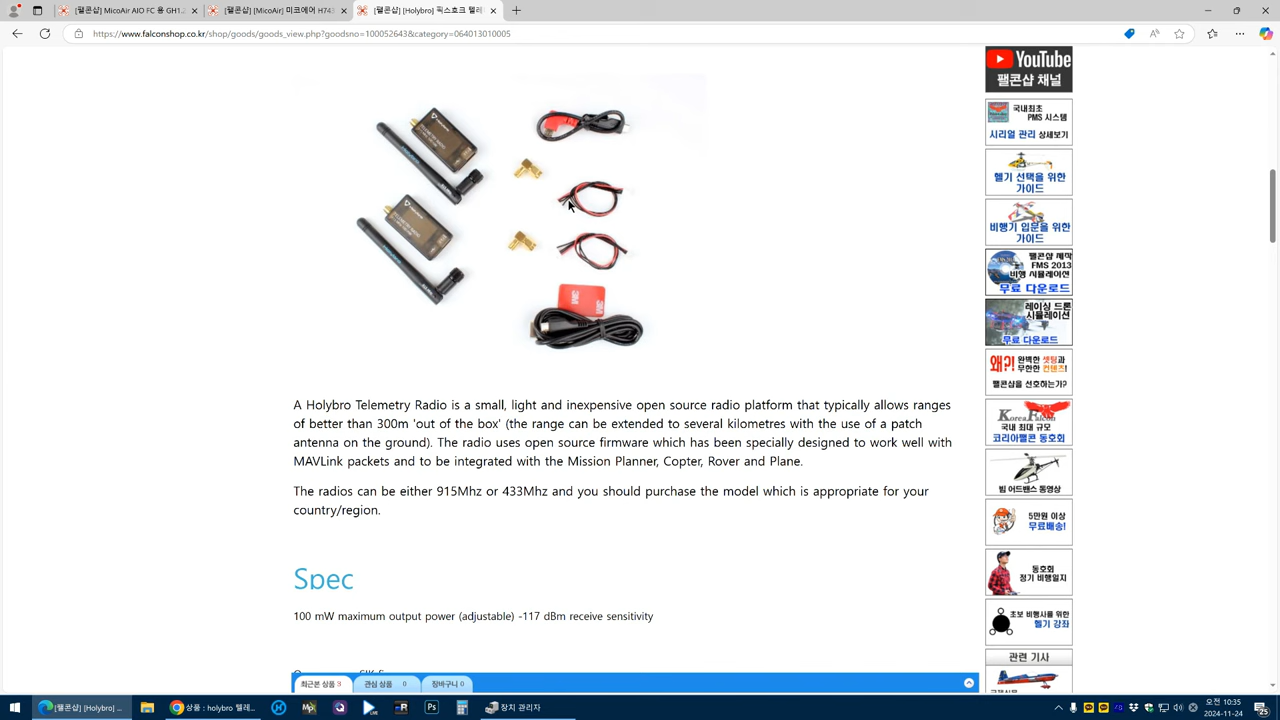 [팰콘샵] MicoAir AIO FC 용 GH1.2
[팰콘샵] [MicoAir] 미코에어 H743
[팰콘샵] [Holybro] 픽스호크 텔레
https://www.falconshop.co.kr/shop/goods/goods_view.php?goodsno=100052643&category=064013010005
YouTube
팰콘샵 채널
국내최초
PMS 시스템
시리얼 관리 상세보기
헬기 선택을 위한
가이드
비행기 입문을 위한
가이드
팰콘샵 제작
FMS 2013
비행 시뮬레이션
무료 다운로드
레이싱 드론
시뮬레이션
무료 다운로드
왜?! 완벽한 셋팅과
무한한 컨텐츠!
팰콘샵을 선호하는가?
KoreaFalcon
국내 최대 규모
코리아팰콘 동호회
빔 어드밴스 동영상
5만원 이상
무료배송!
동호회
정기 비행일지
초보 비행사를 위한
헬기 강좌
관련 기사
3M
A Holybro Telemetry Radio is a small, light and inexpensive open source radio platform that typically allows ranges
of better than 300m 'out of the box' (the range can be extended to several kilometres with the use of a patch
antenna on the ground). The radio uses open source firmware which has been specially designed to work well with
MAVLink packets and to be integrated with the Mission Planner, Copter, Rover and Plane.
The radios can be either 915Mhz or 433Mhz and you should purchase the model which is appropriate for your
country/region.
Spec
100 mW maximum output power (adjustable) -117 dBm receive sensitivity
최근본 상품 3
관심 상품 0
장바구니 0
[팰콘샵] [Holybro] ...
상품 : holybro 텔레...
장치 관리자
오전 10:35
2024-11-24
25